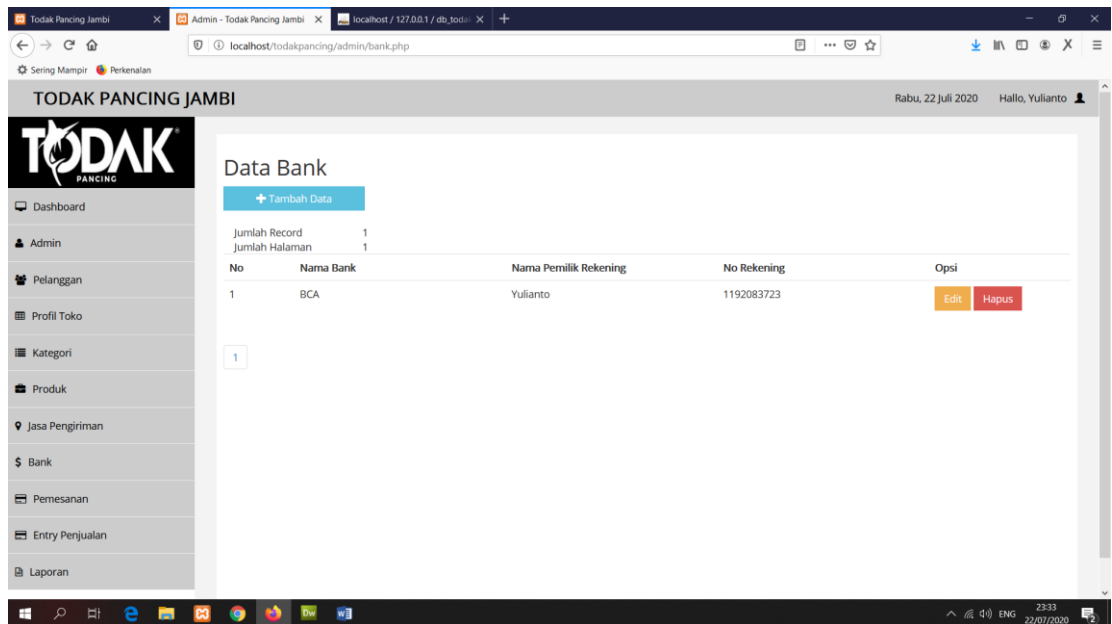 Todak Pancing Jambi
Admin - Todak Pancing Jambi
localhost / 127.0.0.1 / db_todak
localhost/todakpancing/admin/bank.php
Sering Mampir Perkenalan
TODAK PANCING JAMBI
Rabu, 22 Juli 2020 Hallo, Yulianto
TODAK
PANCING
Dashboard
Admin
Pelanggan
Profil Toko
Kategori
Produk
Jasa Pengiriman
$ Bank
Pemesanan
Entry Penjualan
Laporan
Data Bank
+ Tambah Data
Jumlah Record 1
Jumlah Halaman 1
No Nama Bank Nama Pemilik Rekening No Rekening Opsi
1 BCA Yulianto 1192083723 Edit Hapus
1
Dw
ENG
23:33
22/07/2020
2